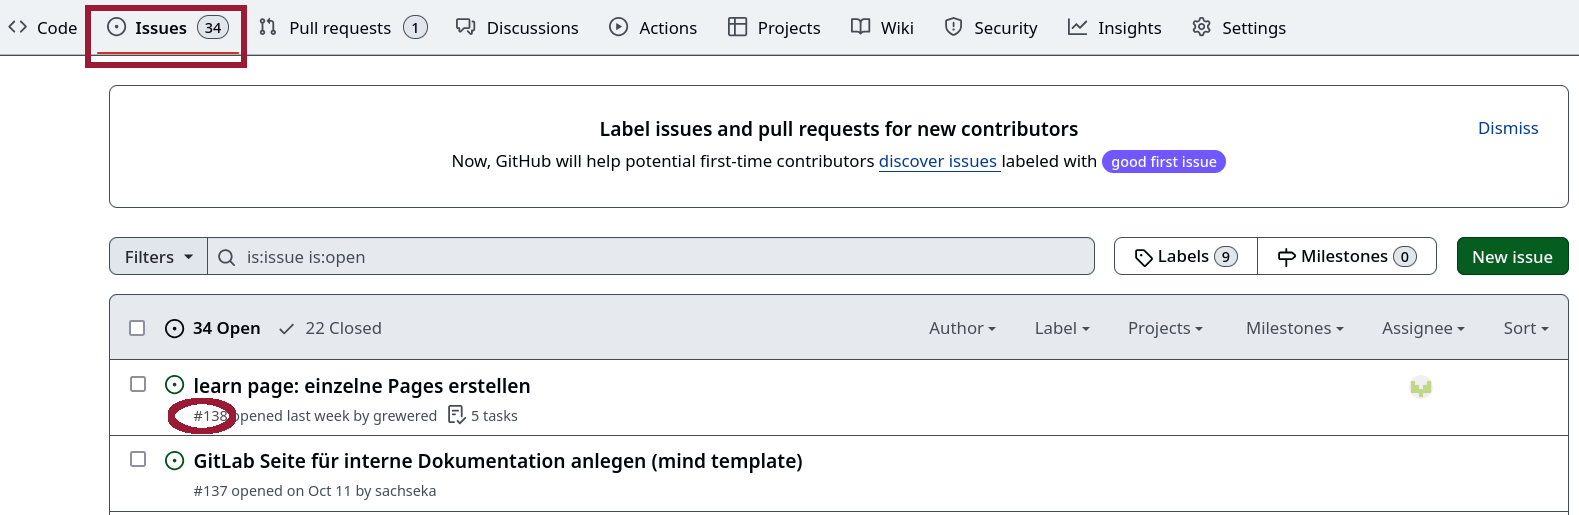 Code Issues 34 Pull requests 1 Discussions Actions Projects Wiki Security Insights Settings
Label issues and pull requests for new contributors
Dismiss
Now, GitHub will help potential first-time contributors discover issues labeled with good first issue
Filters is:issue is:open Labels 9 Milestones 0 New issue
34 Open 22 Closed Author Label Projects Milestones Assignee Sort
learn page: einzelne Pages erstellen
#138 opened last week by grewered 5 tasks
GitLab Seite für interne Dokumentation anlegen (mind template)
#137 opened on Oct 11 by sachseka